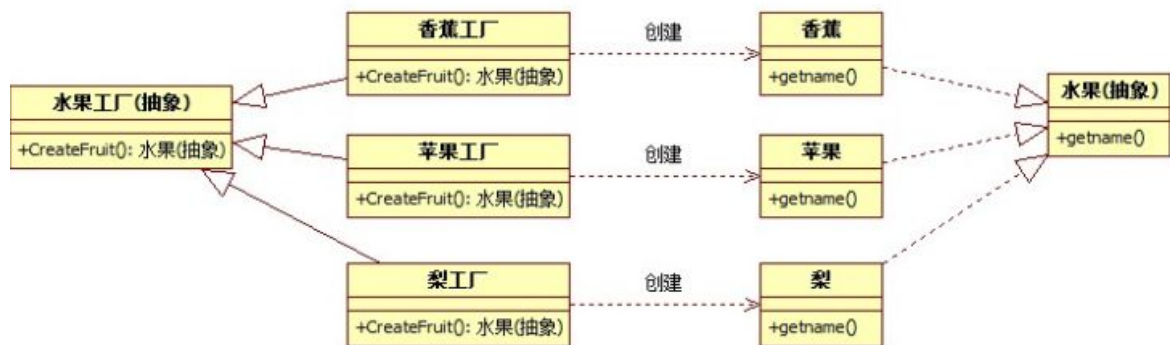 水果工厂(抽象)
+CreateFruit(): 水果(抽象)
香蕉工厂
+CreateFruit(): 水果(抽象)
创建
香蕉
+getname()
苹果工厂
+CreateFruit(): 水果(抽象)
创建
苹果
+getname()
梨工厂
+CreateFruit(): 水果(抽象)
创建
梨
+getname()
水果(抽象)
+getname()